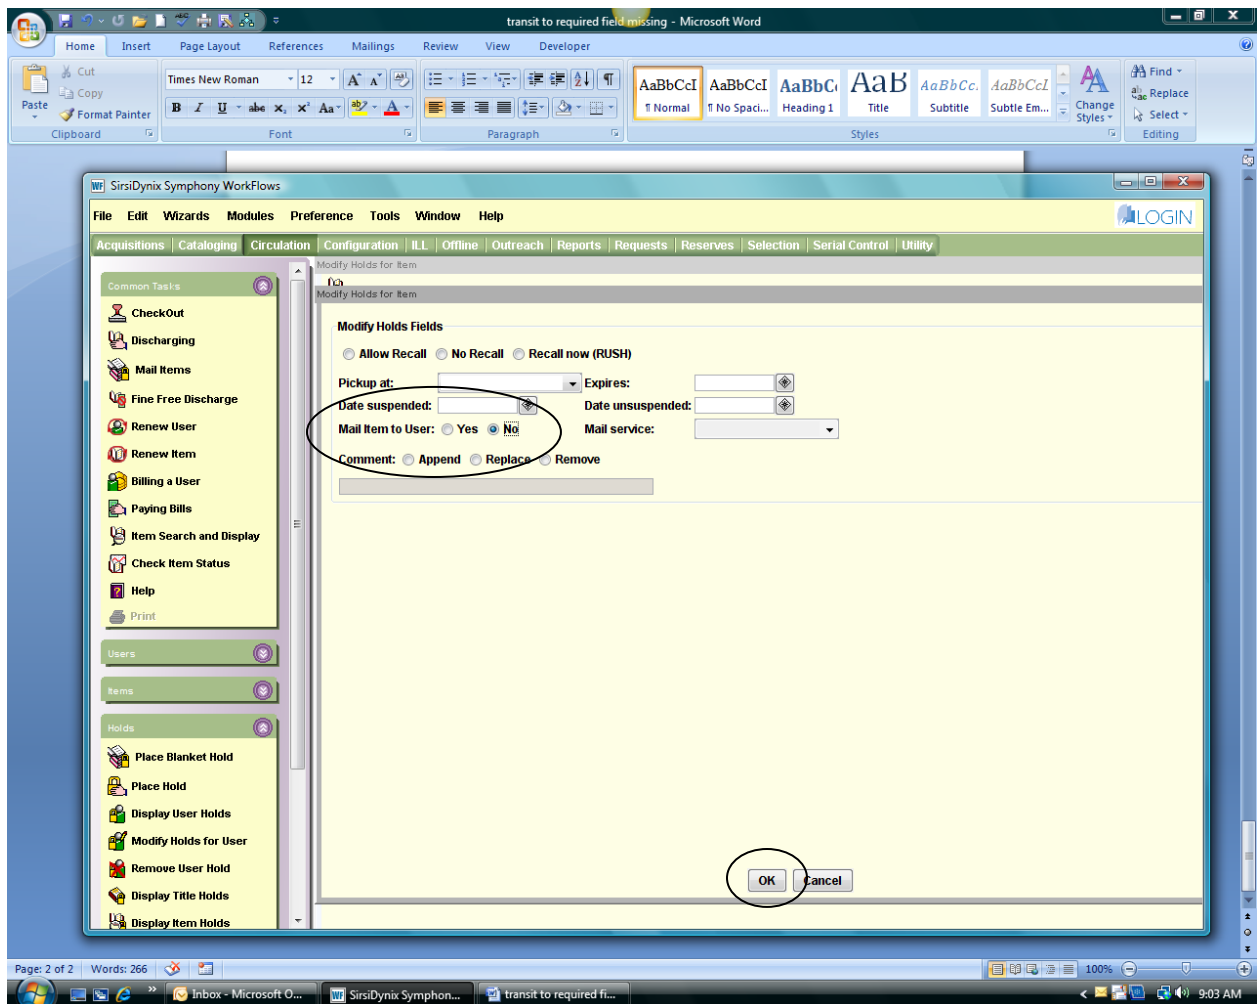 transit to required field missing - Microsoft Word
Home Insert Page Layout References Mailings Review View Developer
Paste
Cut
Copy
Format Painter
Clipboard
Times New Roman 12
B I U abc x₂ x² Aa A
Font
Paragraph
AaBbCcI AaBbCcI AaBbC AaB AaBbCc. AaBbCcL
¶ Normal ¶ No Spaci... Heading 1 Title Subtitle Subtle Em...
Change Styles
Styles
Find
Replace
Select
Editing
WF SirsiDynix Symphony WorkFlows
File Edit Wizards Modules Preference Tools Window Help
LOGIN
Acquisitions Cataloging Circulation Configuration ILL Offline Outreach Reports Requests Reserves Selection Serial Control Utility
Common Tasks
CheckOut
Discharging
Mail Items
Fine Free Discharge
Renew User
Renew Item
Billing a User
Paying Bills
Item Search and Display
Check Item Status
Help
Print
Users
Items
Holds
Place Blanket Hold
Place Hold
Display User Holds
Modify Holds for User
Remove User Hold
Display Title Holds
Display Item Holds
Modify Holds for Item
Modify Holds for Item
Modify Holds Fields
Allow Recall No Recall Recall now (RUSH)
Pickup at: Expires:
Date suspended: Date unsuspended:
Mail Item to User: Yes No Mail service:
Comment: Append Replace Remove
OK Cancel
Page: 2 of 2 Words: 266 100%
Inbox - Microsoft O... WF SirsiDynix Symphon... transit to required fi... 9:03 AM